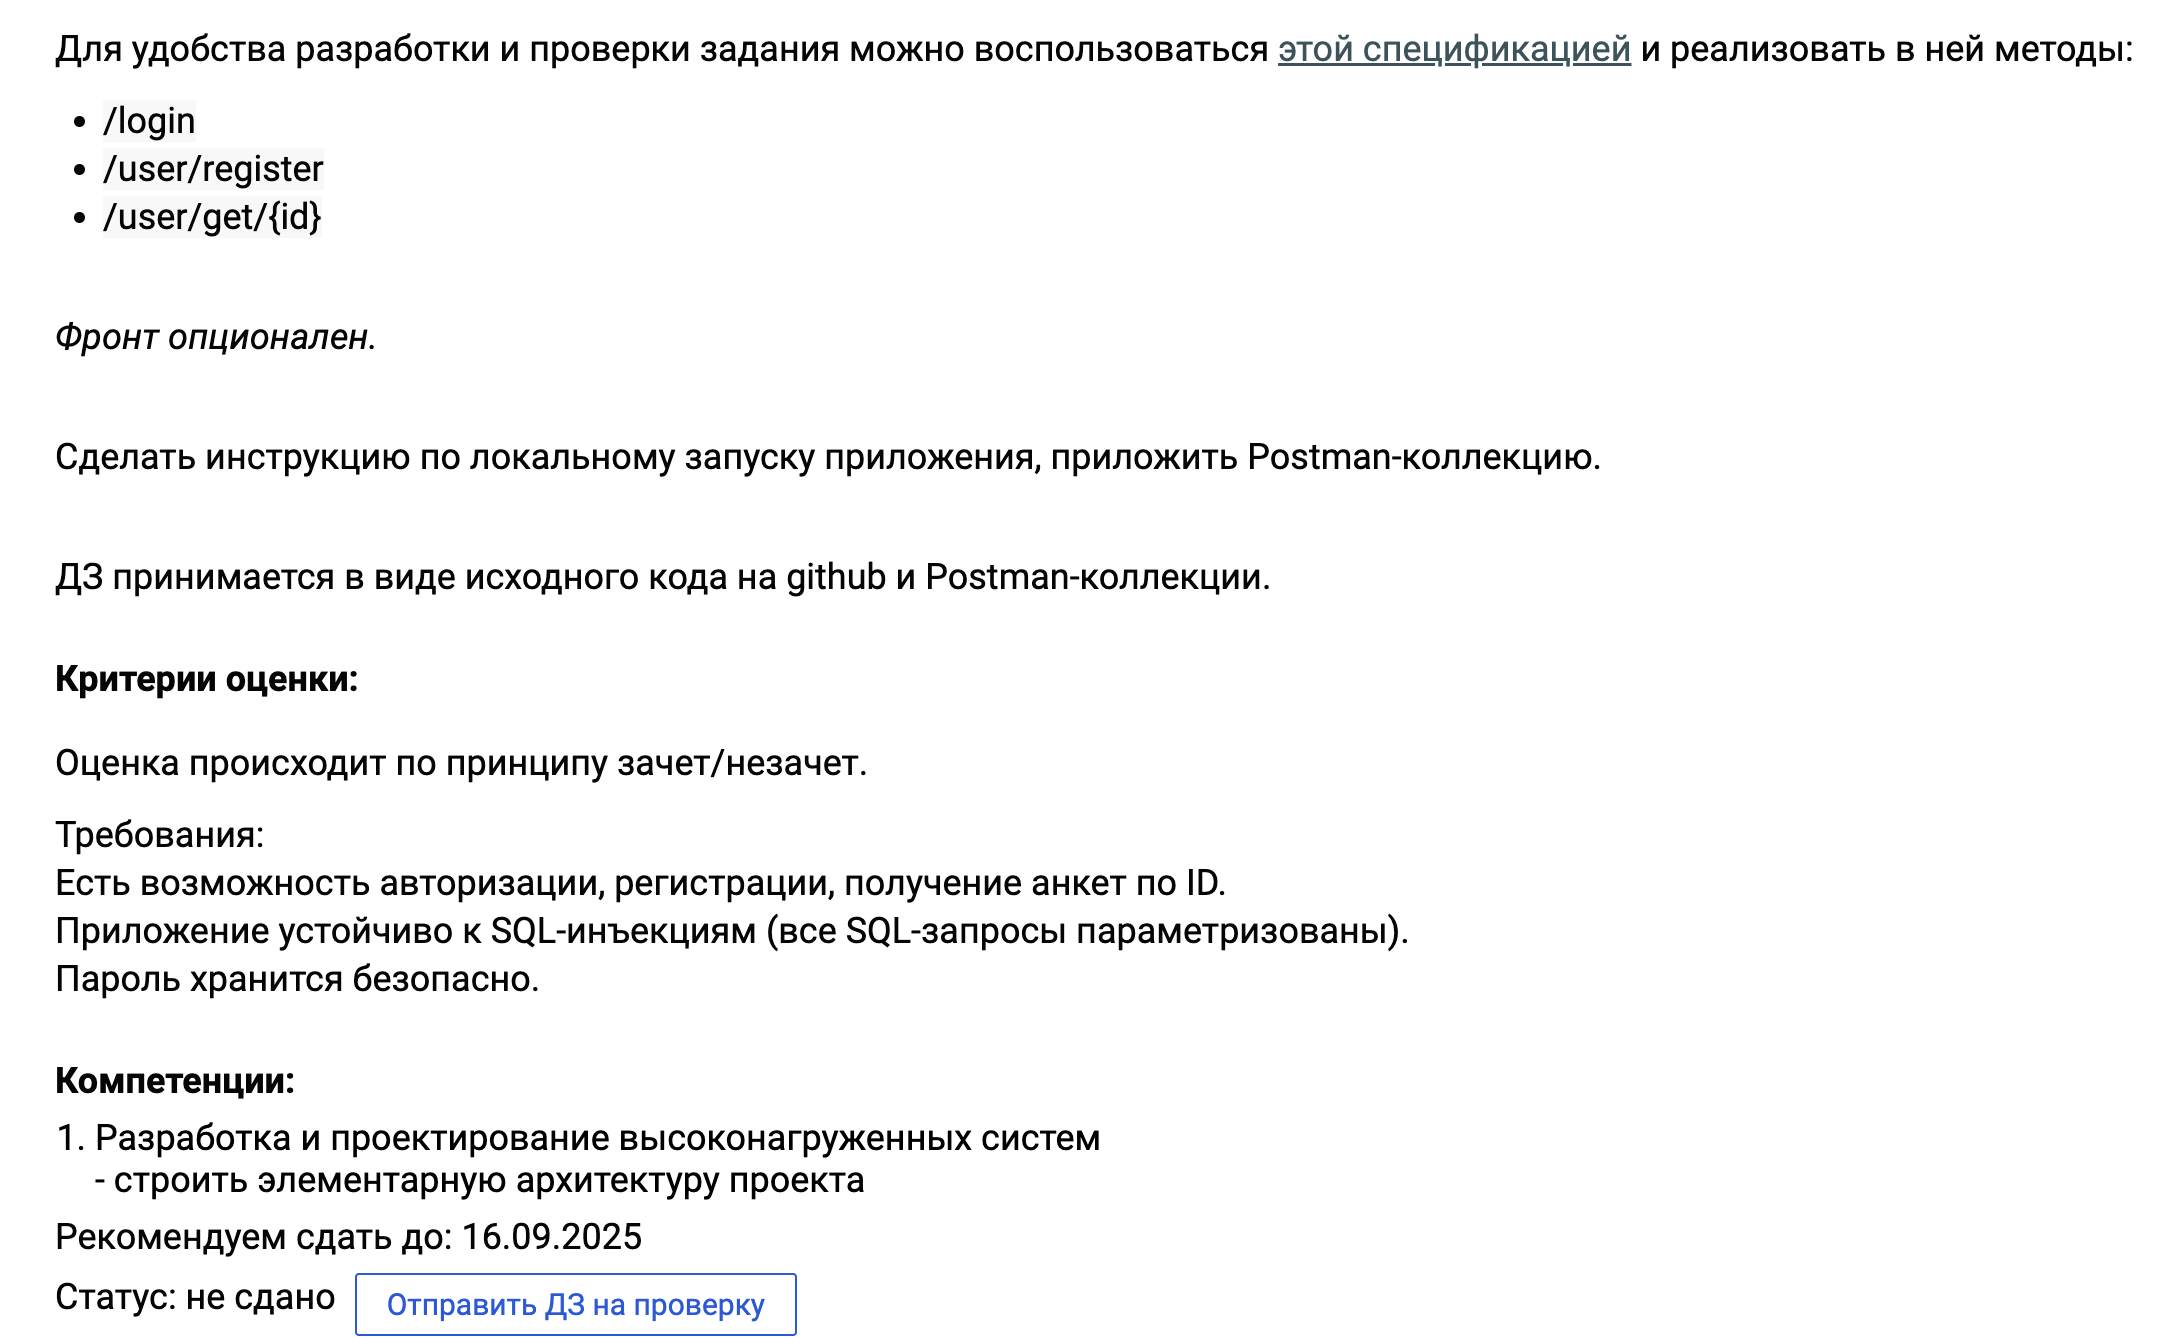 Для удобства разработки и проверки задания можно воспользоваться этой спецификацией и реализовать в ней методы:
• /login
• /user/register
• /user/get/{id}
Фронт опционален.
Сделать инструкцию по локальному запуску приложения, приложить Postman-коллекцию.
ДЗ принимается в виде исходного кода на github и Postman-коллекции.
Критерии оценки:
Оценка происходит по принципу зачет/незачет.
Требования:
Есть возможность авторизации, регистрации, получение анкет по ID.
Приложение устойчиво к SQL-инъекциям (все SQL-запросы параметризованы).
Пароль хранится безопасно.
Компетенции:
1. Разработка и проектирование высоконагруженных систем
- строить элементарную архитектуру проекта
Рекомендуем сдать до: 16.09.2025
Статус: не сдано Отправить ДЗ на проверку